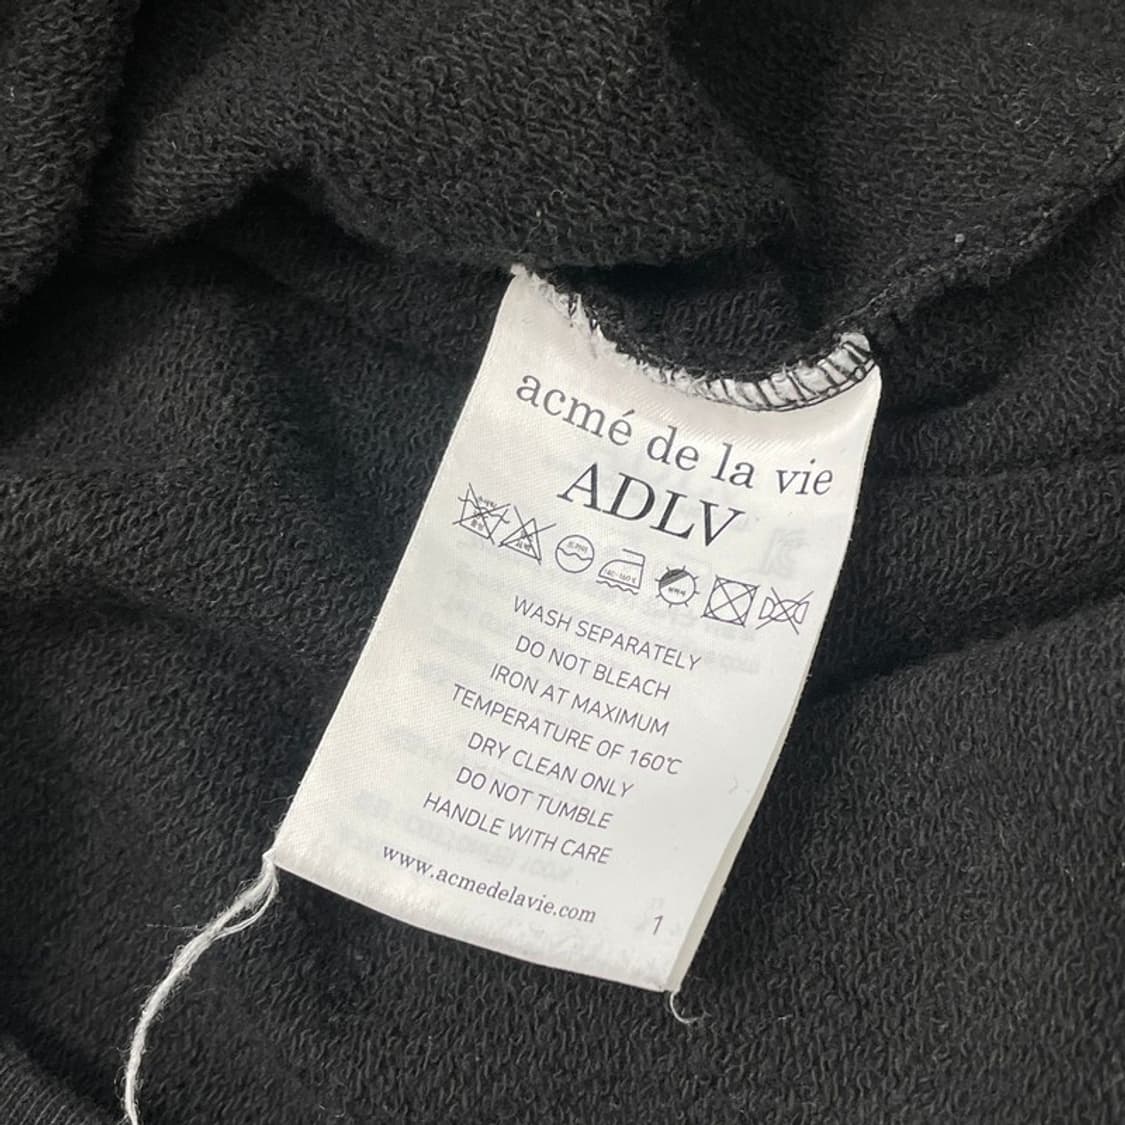 acmé de la vie
ADLV
WASH SEPARATELY
DO NOT BLEACH
IRON AT MAXIMUM
TEMPERATURE OF 160℃
DRY CLEAN ONLY
DO NOT TUMBLE
HANDLE WITH CARE
www.acmedelavie.com
1